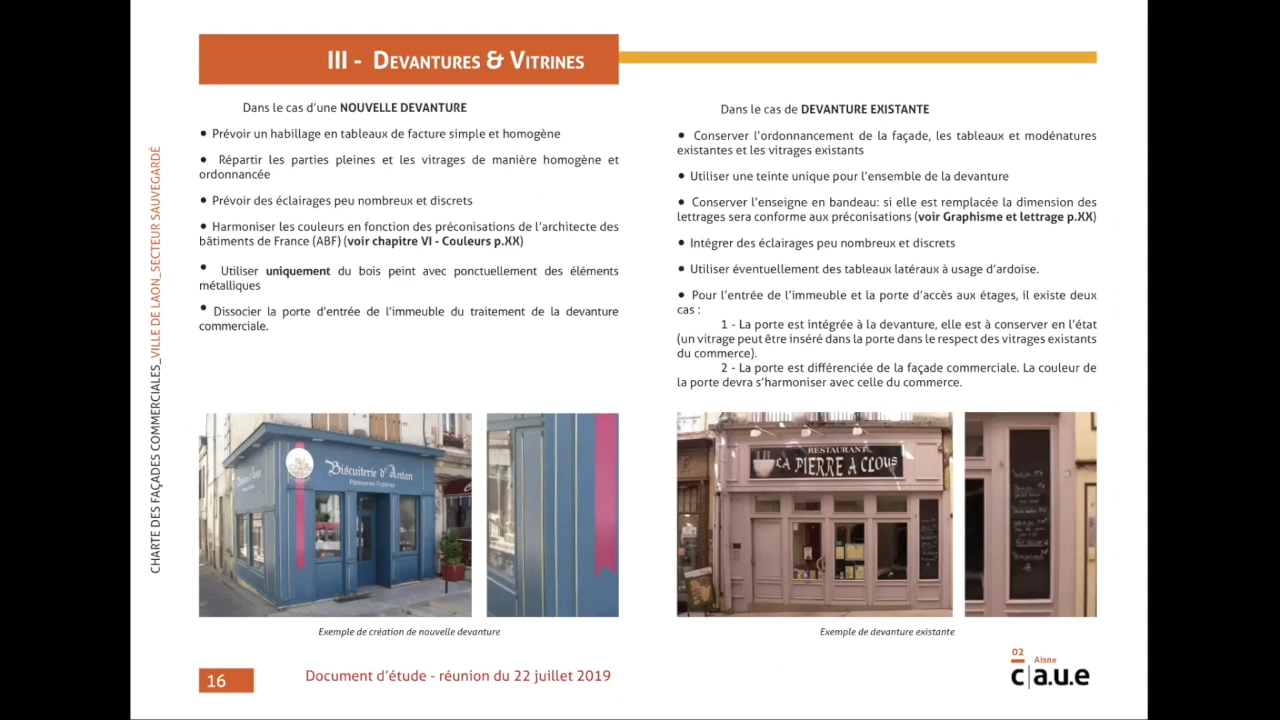 III - Devantures & Vitrines
Dans le cas d'une NOUVELLE DEVANTURE
• Prévoir un habillage en tableaux de facture simple et homogène
• Répartir les parties pleines et les vitrages de manière homogène et
ordonnancée
• Prévoir des éclairages peu nombreux et discrets
• Harmoniser les couleurs en fonction des préconisations de l'architecte des
bâtiments de France (ABF) (voir chapitre VI - Couleurs p.XX)
• Utiliser uniquement du bois peint avec ponctuellement des éléments
métalliques
• Dissocier la porte d'entrée de l'immeuble du traitement de la devanture
commerciale.
Dans le cas de DEVANTURE EXISTANTE
• Conserver l'ordonnancement de la façade, les tableaux et modénatures
existantes et les vitrages existants
• Utiliser une teinte unique pour l'ensemble de la devanture
• Conserver l'enseigne en bandeau: si elle est remplacée la dimension des
lettrages sera conforme aux préconisations (voir Graphisme et lettrage p.XX)
• Intégrer des éclairages peu nombreux et discrets
• Utiliser éventuellement des tableaux latéraux à usage d'ardoise.
• Pour l'entrée de l'immeuble et la porte d'accès aux étages, il existe deux
cas :
1 - La porte est intégrée à la devanture, elle est à conserver en l'état
(un vitrage peut être inséré dans la porte dans le respect des vitrages existants
du commerce).
2 - La porte est différenciée de la façade commerciale. La couleur de
la porte devra s'harmoniser avec celle du commerce.
CHARTE DES FAÇADES COMMERCIALES_VILLE DE LAON_SECTEUR SAUVEGARDÉ
Biscuiterie d'Antan
Pâtisseries Fraîches
RESTAURANT
LA PIERRE A CLOUS
Exemple de création de nouvelle devanture
Exemple de devanture existante
16
Document d'étude - réunion du 22 juillet 2019
02
Aisne
c|a.u.e